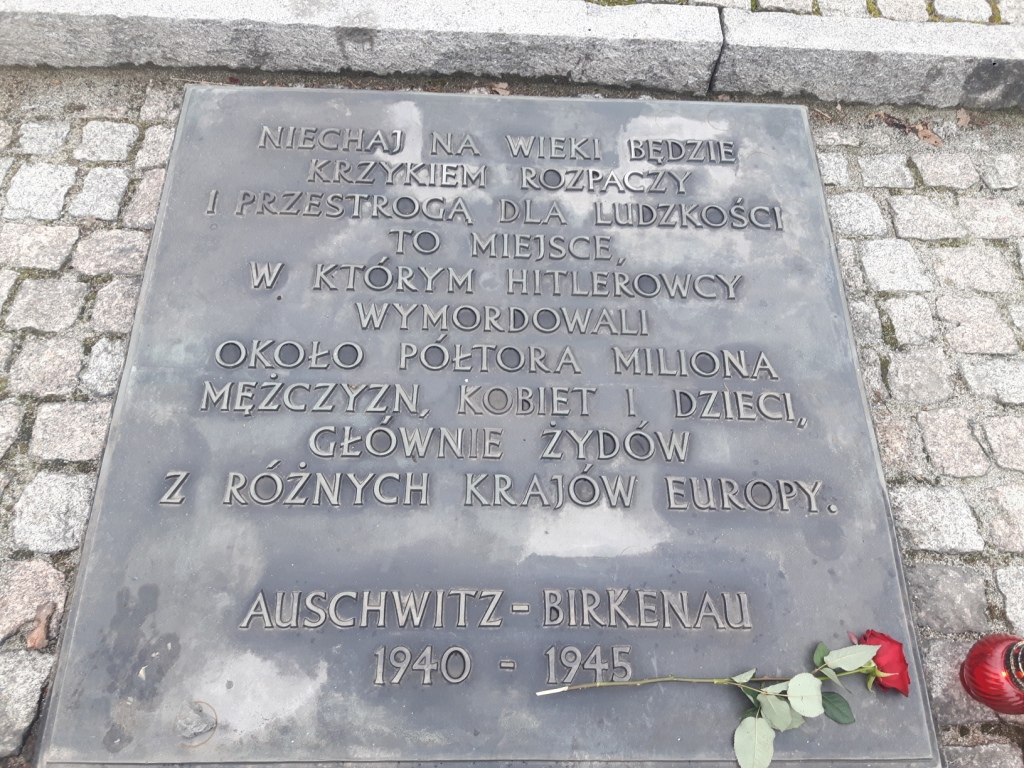 NIECHAJ NA WIEKI BĘDZIE
KRZYKIEM ROZPACZY
I PRZESTROGĄ DLA LUDZKOŚCI
TO MIEJSCE,
W KTÓRYM HITLEROWCY
WYMORDOWALI
OKOŁO PÓŁTORA MILIONA
MĘŻCZYZN, KOBIET I DZIECI,
GŁÓWNIE ŻYDÓW
Z RÓŻNYCH KRAJÓW EUROPY.
AUSCHWITZ - BIRKENAU
1940 - 1945